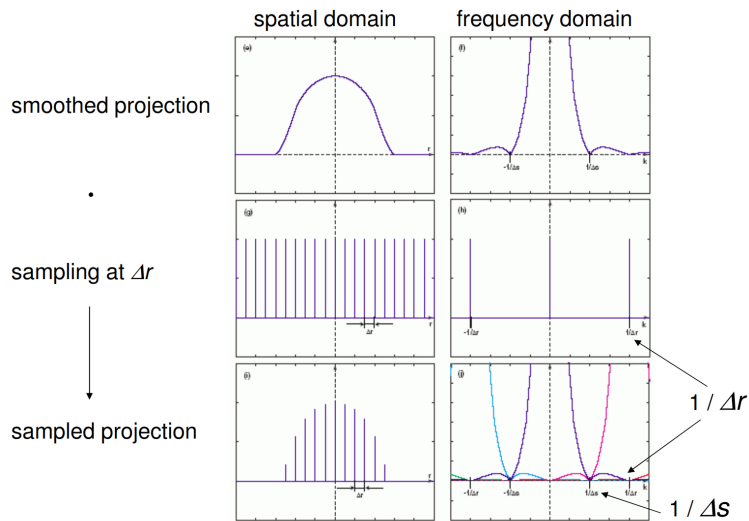 spatial domain
frequency domain
smoothed projection
(e)
r
(f)
-1/Δs
1/Δs
k
•
sampling at Δr
(g)
Δr
r
(h)
-1/Δr
1/Δr
k
sampled projection
(i)
Δr
r
(j)
-1/Δr
-1/Δs
1/Δs
1/Δr
k
1 / Δr
1 / Δs